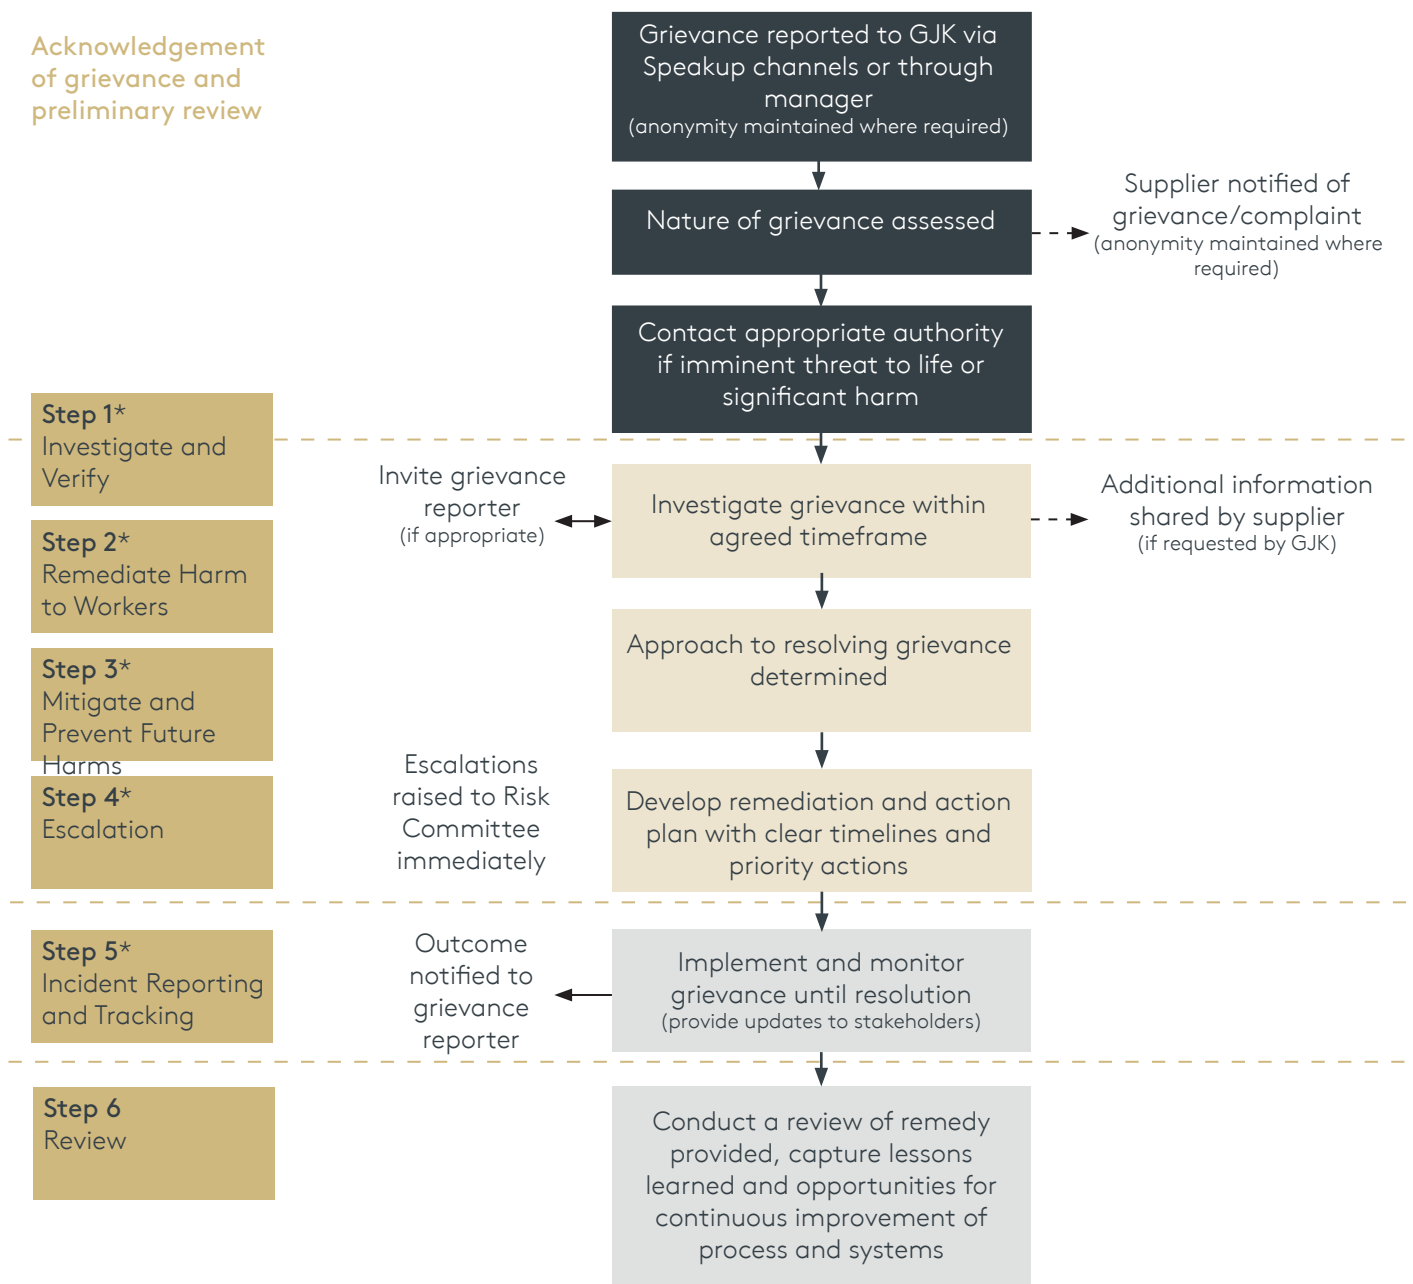 Acknowledgement
of grievance and
preliminary review
Grievance reported to GJK via
Speakup channels or through
manager
(anonymity maintained where required)
Nature of grievance assessed
Supplier notified of
grievance/complaint
(anonymity maintained where
required)
Contact appropriate authority
if imminent threat to life or
significant harm
Step 1*
Investigate and
Verify
Invite grievance
reporter
(if appropriate)
Investigate grievance within
agreed timeframe
Additional information
shared by supplier
(if requested by GJK)
Step 2*
Remediate Harm
to Workers
Approach to resolving grievance
determined
Step 3*
Mitigate and
Prevent Future
Harms
Step 4*
Escalation
Escalations
raised to Risk
Committee
immediately
Develop remediation and action
plan with clear timelines and
priority actions
Step 5*
Incident Reporting
and Tracking
Outcome
notified to
grievance
reporter
Implement and monitor
grievance until resolution
(provide updates to stakeholders)
Step 6
Review
Conduct a review of remedy
provided, capture lessons
learned and opportunities for
continuous improvement of
process and systems